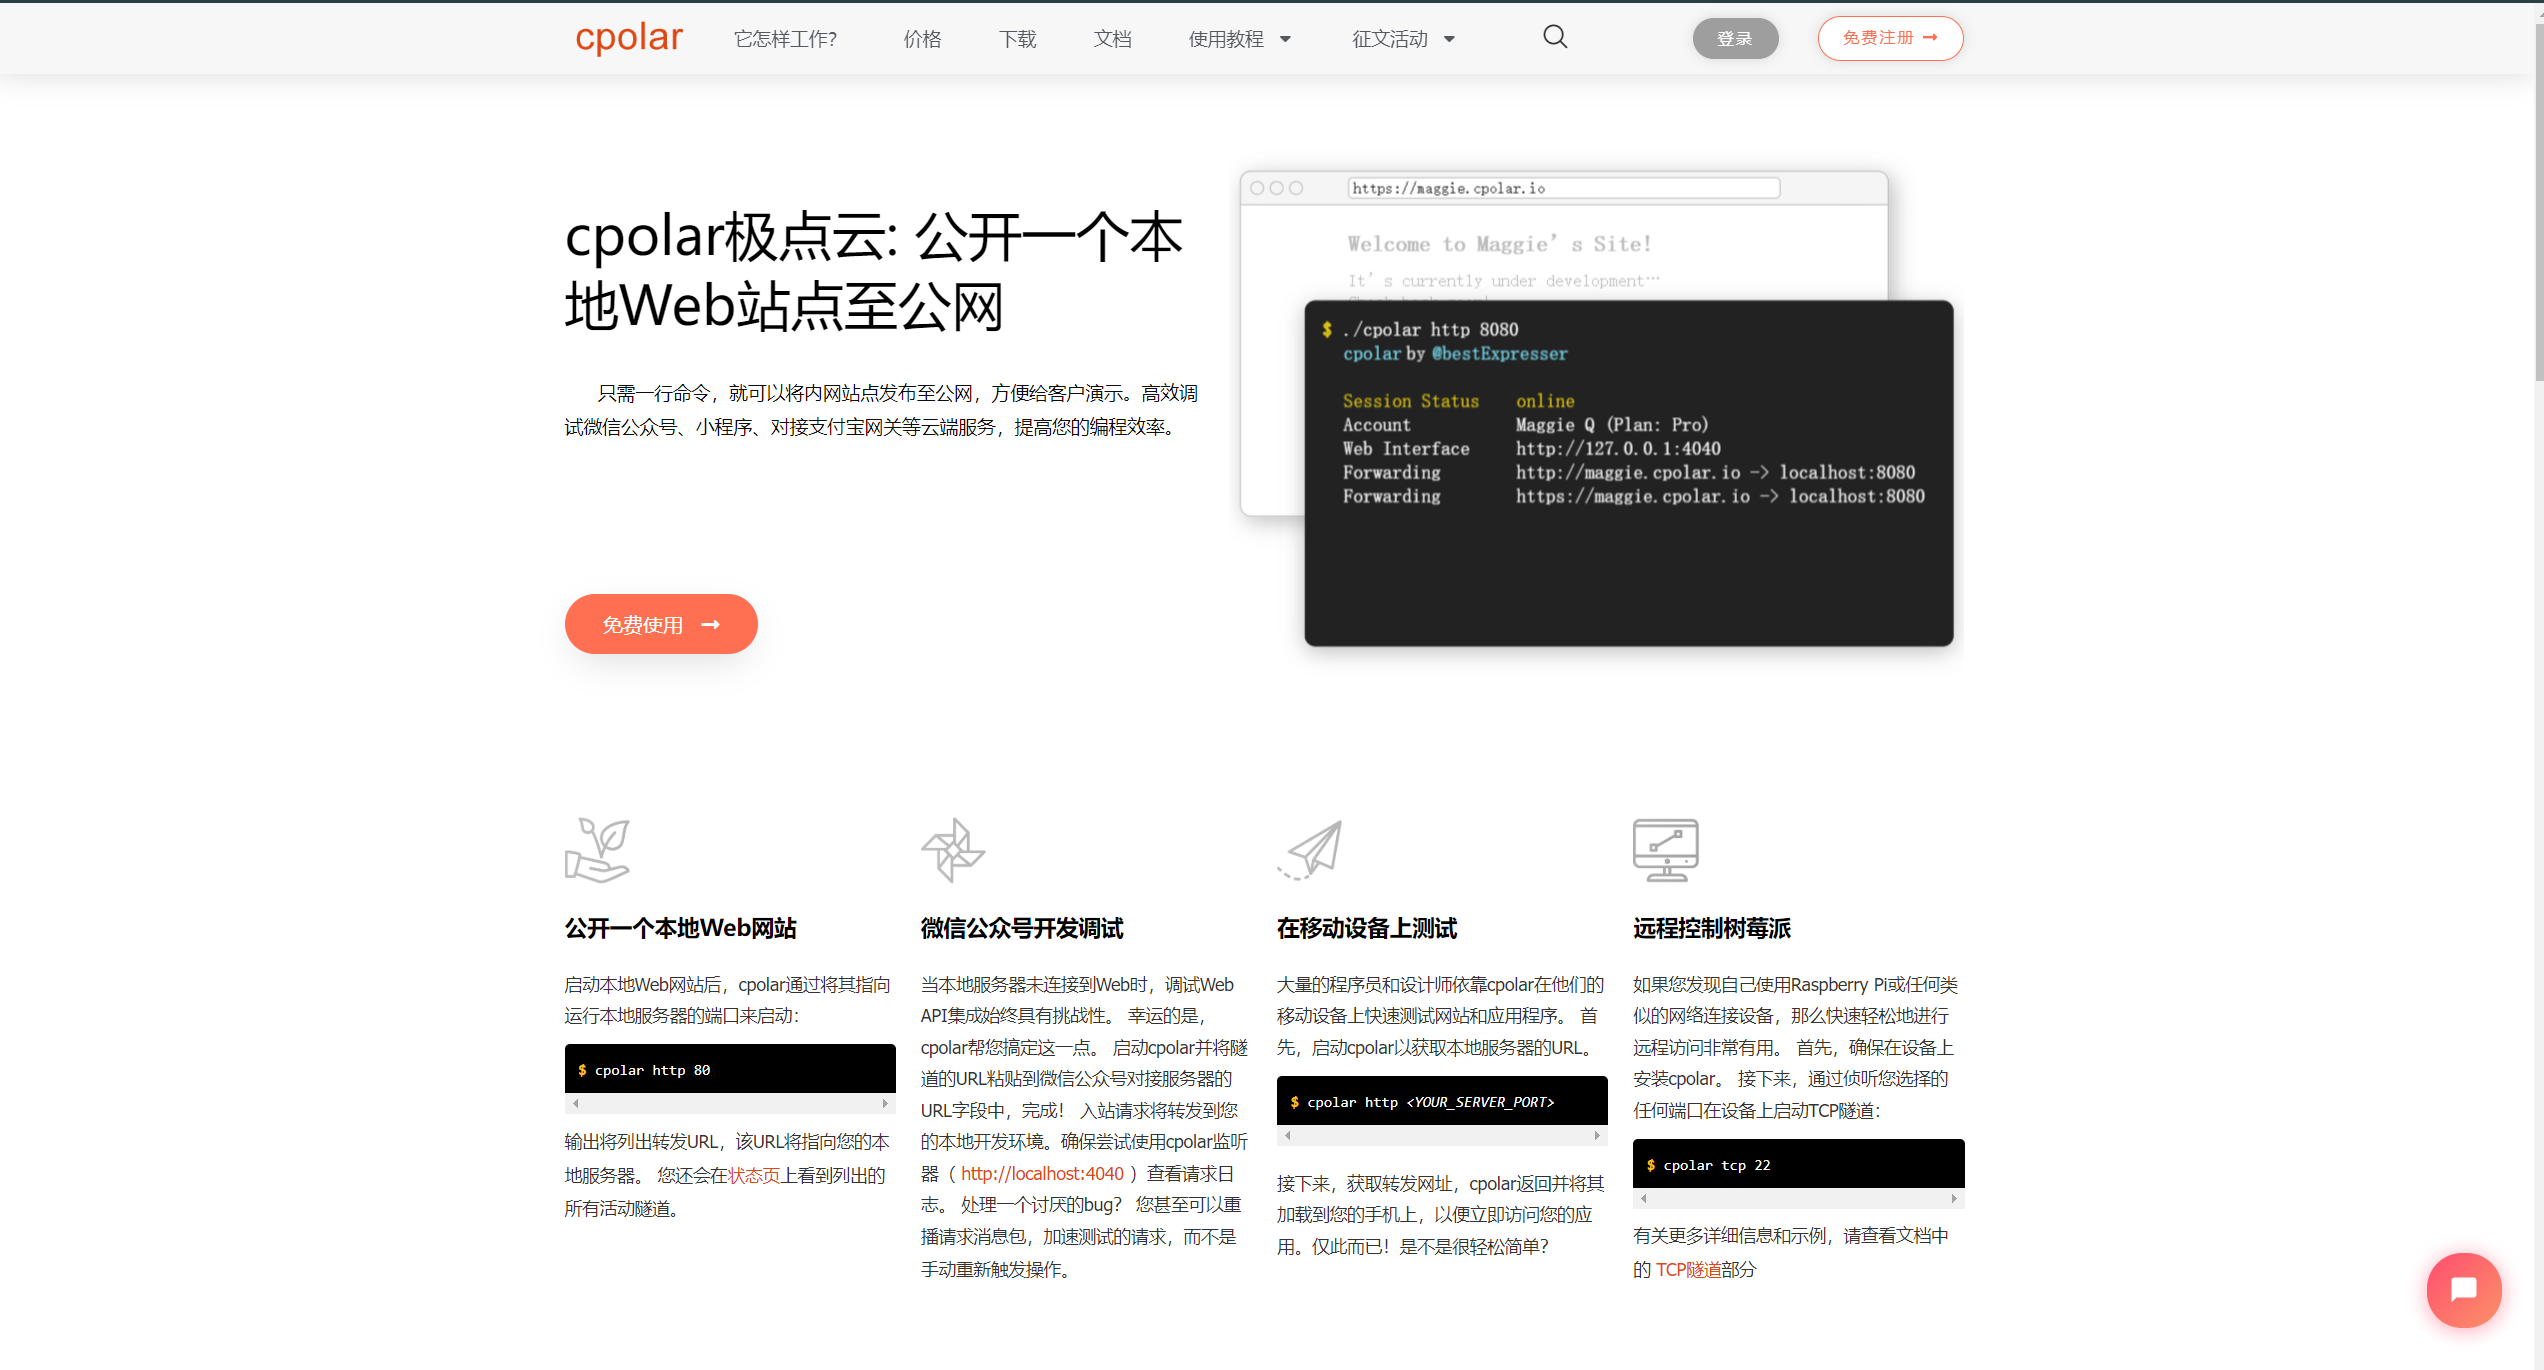 cpolar
它怎样工作?
价格
下载
文档
使用教程
征文活动
登录
免费注册
cpolar极点云: 公开一个本
地Web站点至公网
只需一行命令，就可以将内网站点发布至公网，方便给客户演示。高效调
试微信公众号、小程序、对接支付宝网关等云端服务，提高您的编程效率。
免费使用
https://maggie.cpolar.io
Welcome to Maggie’s Site!
It’s currently under development…
$ ./cpolar http 8080
cpolar by @bestExpresser
Session Status online
Account Maggie Q (Plan: Pro)
Web Interface http://127.0.0.1:4040
Forwarding http://maggie.cpolar.io -> localhost:8080
Forwarding https://maggie.cpolar.io -> localhost:8080
公开一个本地Web网站
启动本地Web网站后，cpolar通过将其指向
运行本地服务器的端口来启动：
$ cpolar http 80
输出将列出转发URL，该URL将指向您的本
地服务器。 您还会在状态页上看到列出的
所有活动隧道。
微信公众号开发调试
当本地服务器未连接到Web时，调试Web
API集成始终具有挑战性。 幸运的是，
cpolar帮您搞定这一点。 启动cpolar并将隧
道的URL粘贴到微信公众号对接服务器的
URL字段中，完成！ 入站请求将转发到您
的本地开发环境。确保尝试使用cpolar监听
器（ http://localhost:4040 ）查看请求日
志。 处理一个讨厌的bug？ 您甚至可以重
播请求消息包，加速测试的请求，而不是
手动重新触发操作。
在移动设备上测试
大量的程序员和设计师依靠cpolar在他们的
移动设备上快速测试网站和应用程序。 首
先，启动cpolar以获取本地服务器的URL。
$ cpolar http <YOUR_SERVER_PORT>
接下来，获取转发网址，cpolar返回并将其
加载到您的手机上，以便立即访问您的应
用。仅此而已！是不是很轻松简单？
远程控制树莓派
如果您发现自己使用Raspberry Pi或任何类
似的网络连接设备，那么快速轻松地进行
远程访问非常有用。 首先，确保在设备上
安装cpolar。 接下来，通过侦听您选择的
任何端口在设备上启动TCP隧道：
$ cpolar tcp 22
有关更多详细信息和示例，请查看文档中
的 TCP隧道部分